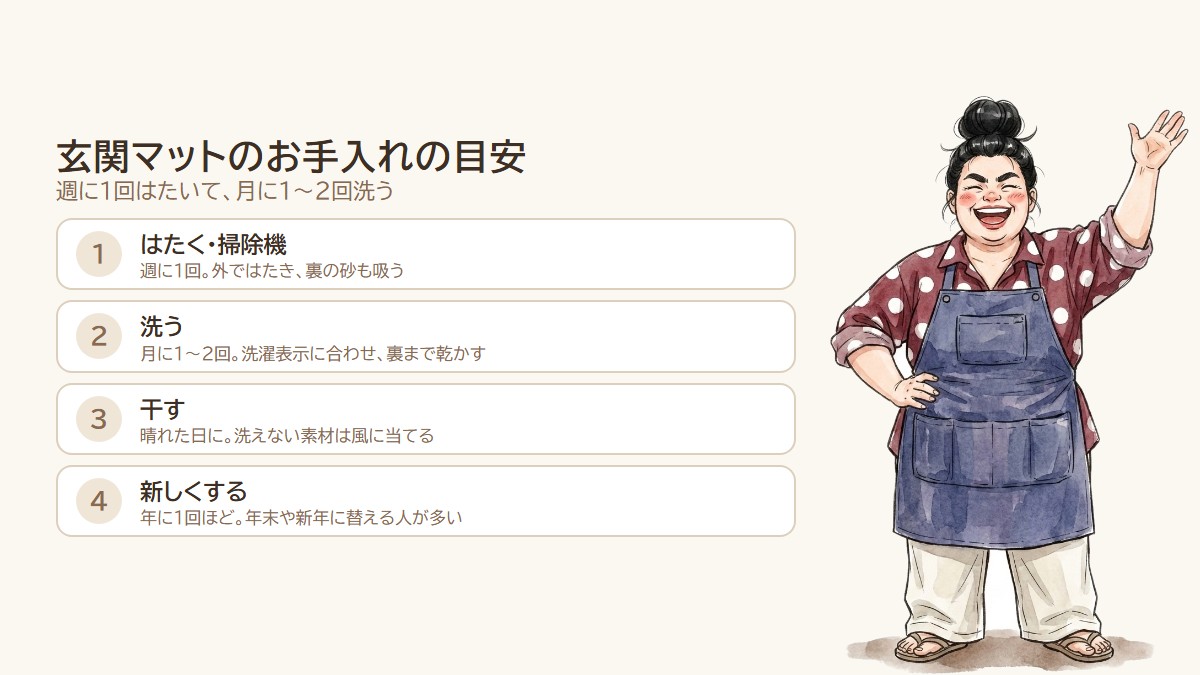 玄関マットのお手入れの目安
週に1回はたいて、月に1〜2回洗う
1
はたく・掃除機
週に1回。外ではたき、裏の砂も吸う
2
洗う
月に1〜2回。洗濯表示に合わせ、裏まで乾かす
3
干す
晴れた日に。洗えない素材は風に当てる
4
新しくする
年に1回ほど。年末や新年に替える人が多い